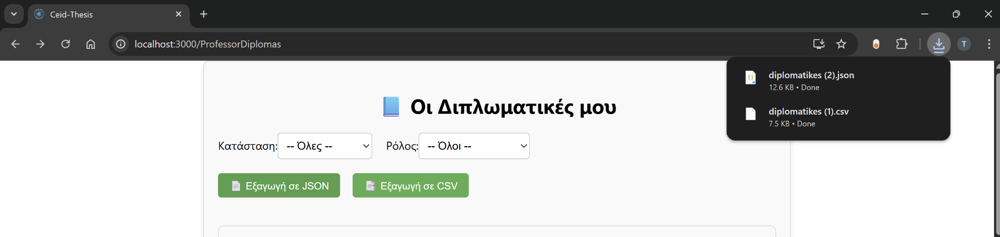 Ceid-Thesis
localhost:3000/ProfessorDiplomas
T
diplomatikes (2).json
12.6 KB • Done
diplomatikes (1).csv
7.5 KB • Done
Οι Διπλωματικές μου
Κατάσταση: -- Όλες -- Ρόλος: -- Όλοι --
Εξαγωγή σε JSON Εξαγωγή σε CSV